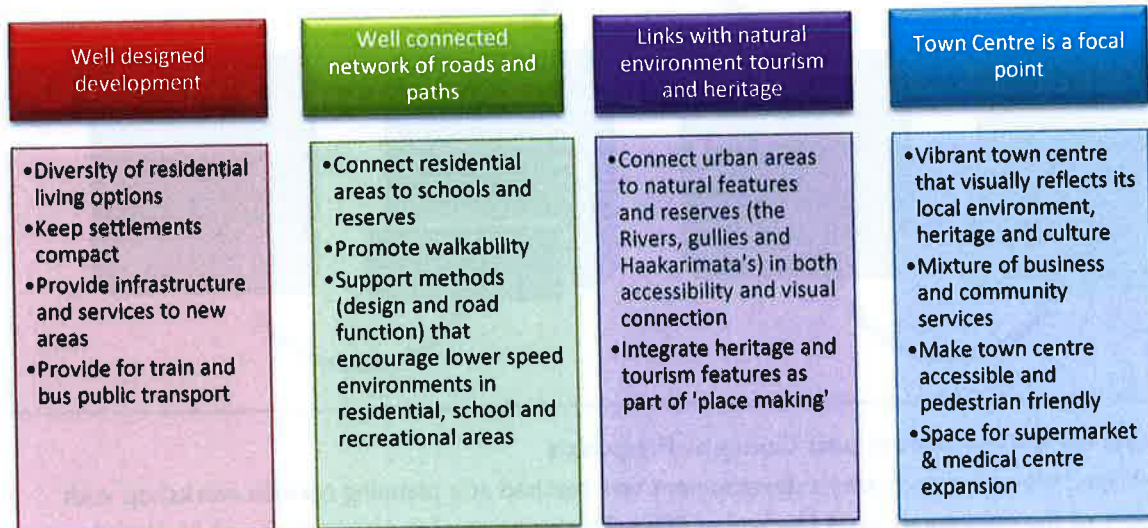 Well designed
development
•Diversity of residential
living options
•Keep settlements
compact
•Provide infrastructure
and services to new
areas
•Provide for train and
bus public transport
Well connected
network of roads and
paths
•Connect residential
areas to schools and
reserves
•Promote walkability
•Support methods
(design and road
function) that
encourage lower speed
environments in
residential, school and
recreational areas
Links with natural
environment tourism
and heritage
•Connect urban areas
to natural features
and reserves (the
Rivers, gullies and
Haakarimata's) in both
accessibility and visual
connection
•Integrate heritage and
tourism features as
part of 'place making'
Town Centre is a focal
point
•Vibrant town centre
that visually reflects its
local environment,
heritage and culture
•Mixture of business
and community
services
•Make town centre
accessible and
pedestrian friendly
•Space for supermarket
& medical centre
expansion